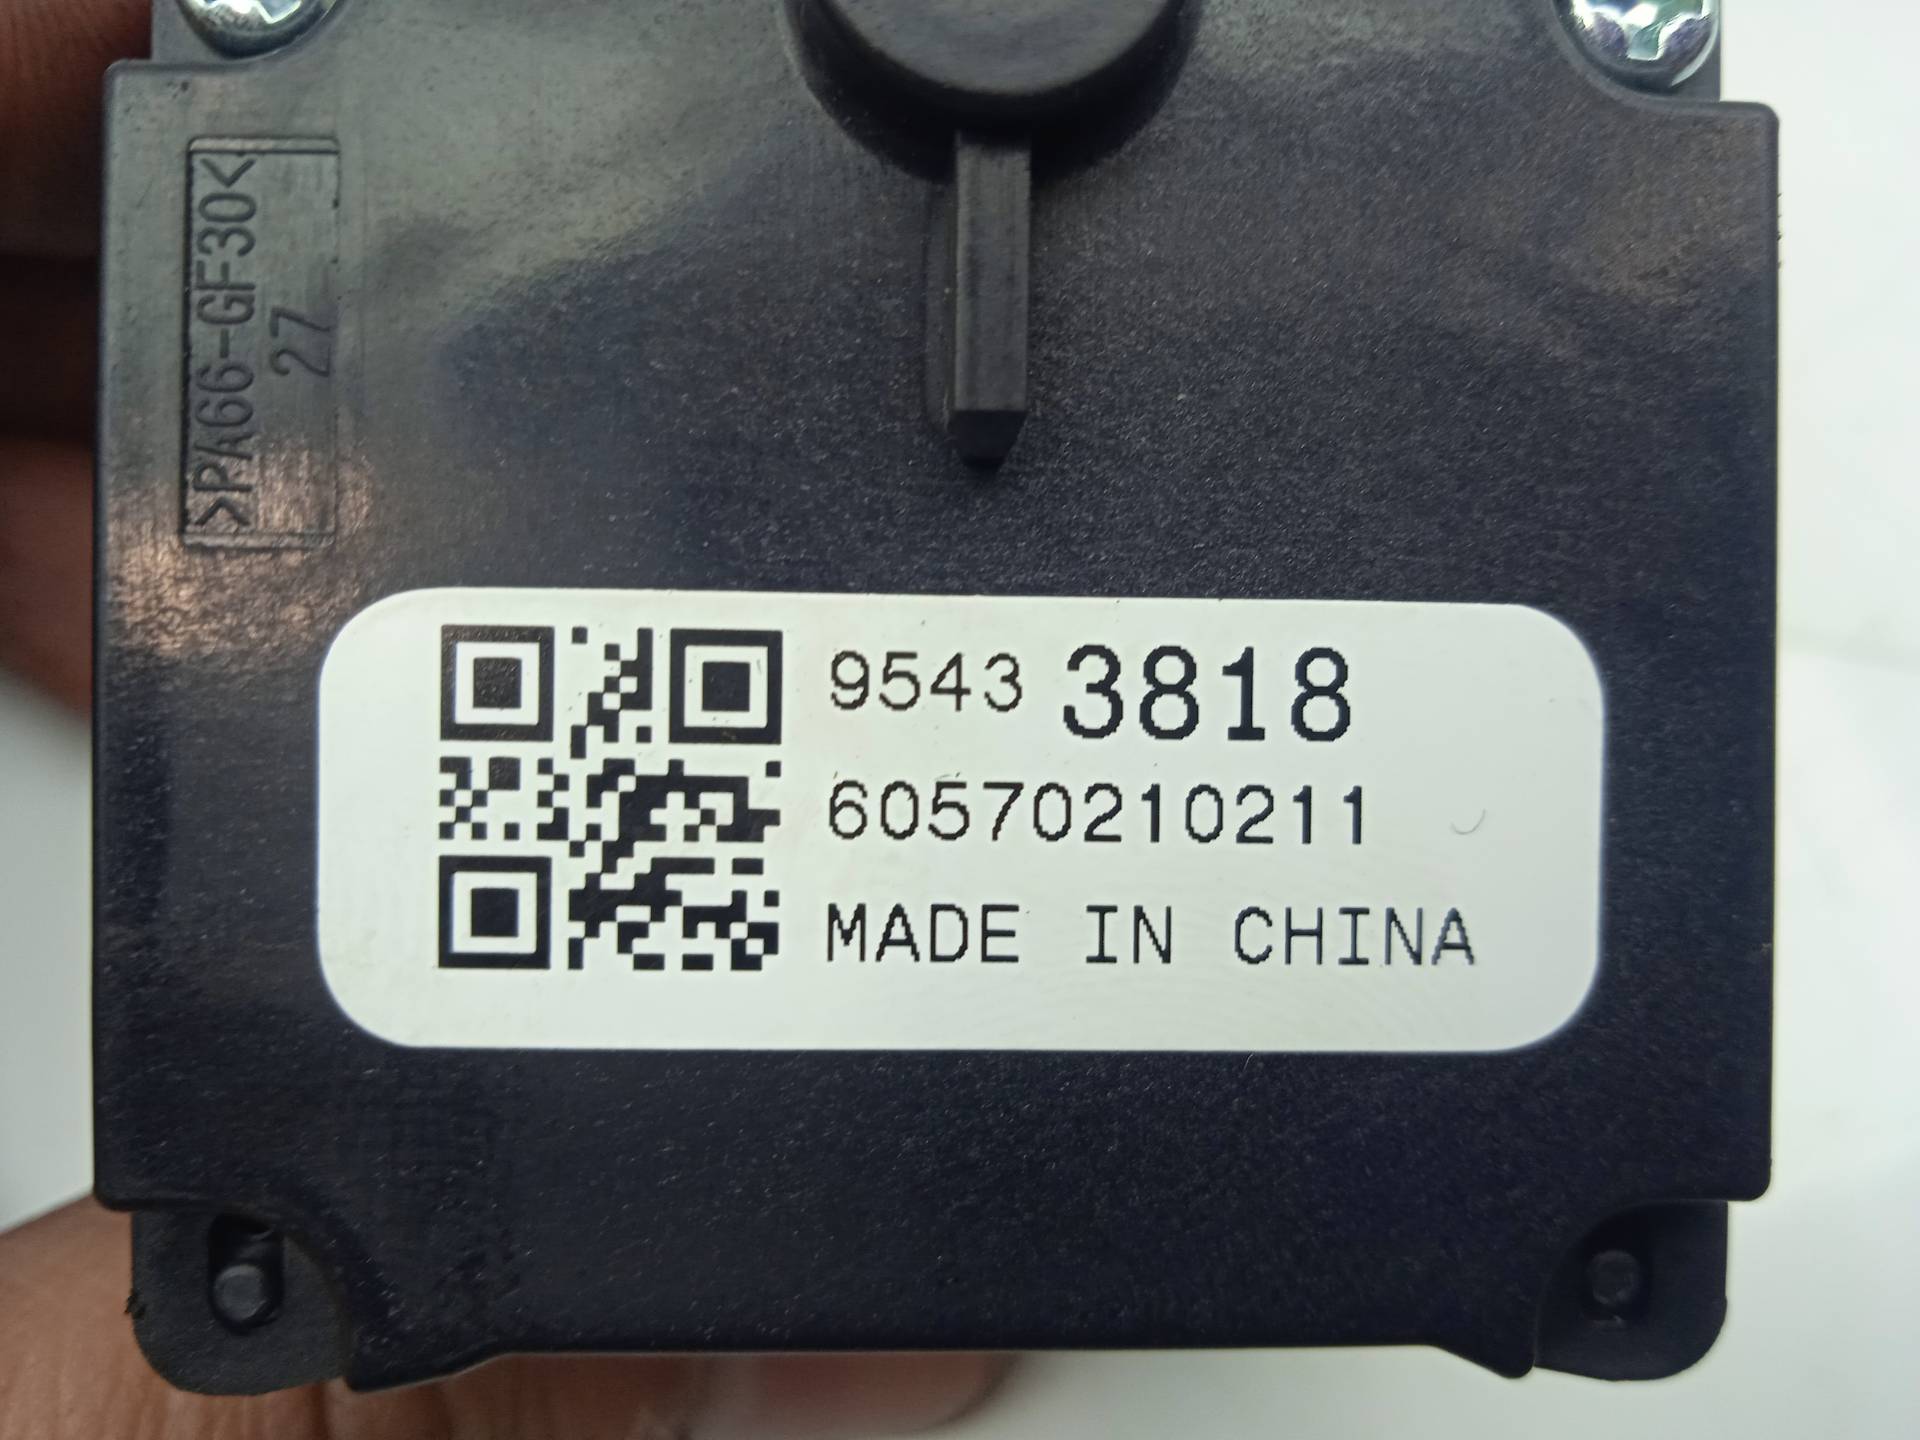 >PA66-GF30<
27
9543 3818
60570210211
MADE IN CHINA